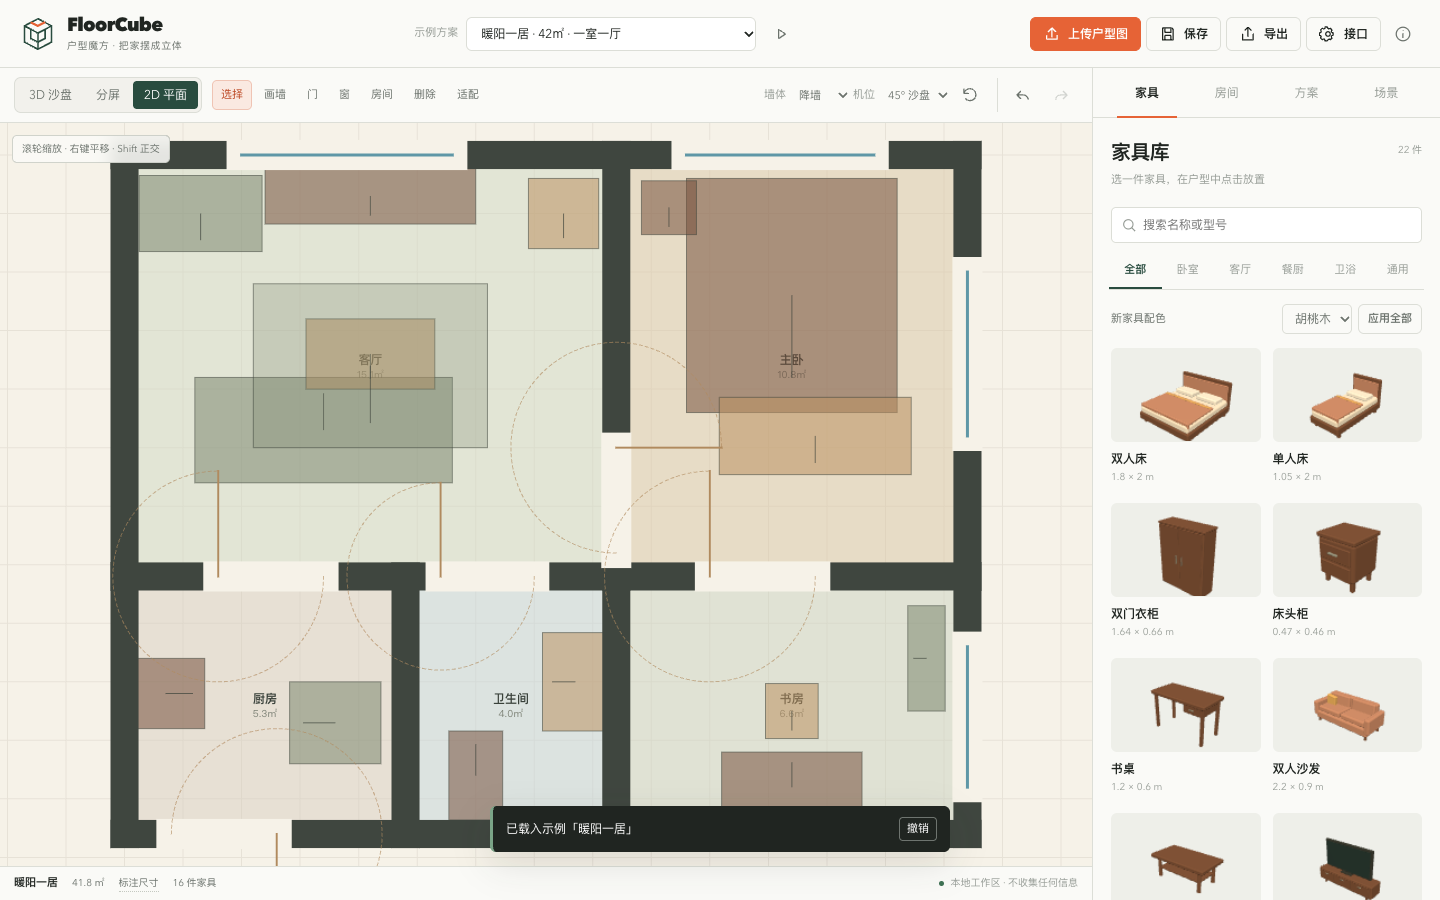 FloorCube
户型魔方 · 把家摆成立体
示例方案
暖阳一居 · 42㎡ · 一室一厅
上传户型图
保存
导出
接口
3D 沙盘
分屏
2D 平面
选择
画墙
门
窗
房间
删除
适配
墙体
降墙
机位
45° 沙盘
家具
房间
方案
场景
滚轮缩放 · 右键平移 · Shift 正交
客厅
主卧
10.8㎡
厨房
5.3㎡
卫生间
4.0㎡
书房
6.6㎡
家具库
22 件
选一件家具，在户型中点击放置
搜索名称或型号
全部
卧室
客厅
餐厨
卫浴
通用
新家具配色
胡桃木
应用全部
双人床
1.8 × 2 m
单人床
1.05 × 2 m
双门衣柜
1.64 × 0.66 m
床头柜
0.47 × 0.46 m
书桌
1.2 × 0.6 m
双人沙发
2.2 × 0.9 m
已载入示例「暖阳一居」
撤销
暖阳一居
41.8 ㎡
标注尺寸
16 件家具
本地工作区 · 不收集任何信息